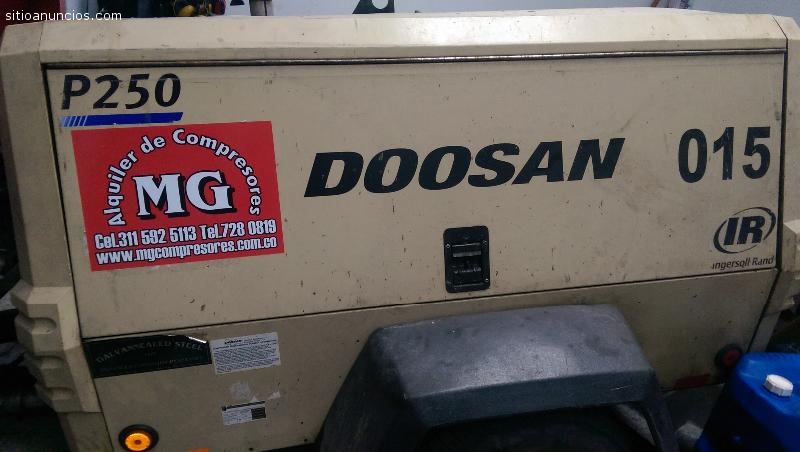 sitioanuncios.com
P250
Alquiler de Compresores
MG
Cel.311 592 5113 Tel.728 0819
www.mgcompresores.com.co
DOOSAN
015
IR
Ingersoll Rand
GALVANNEALED STEEL